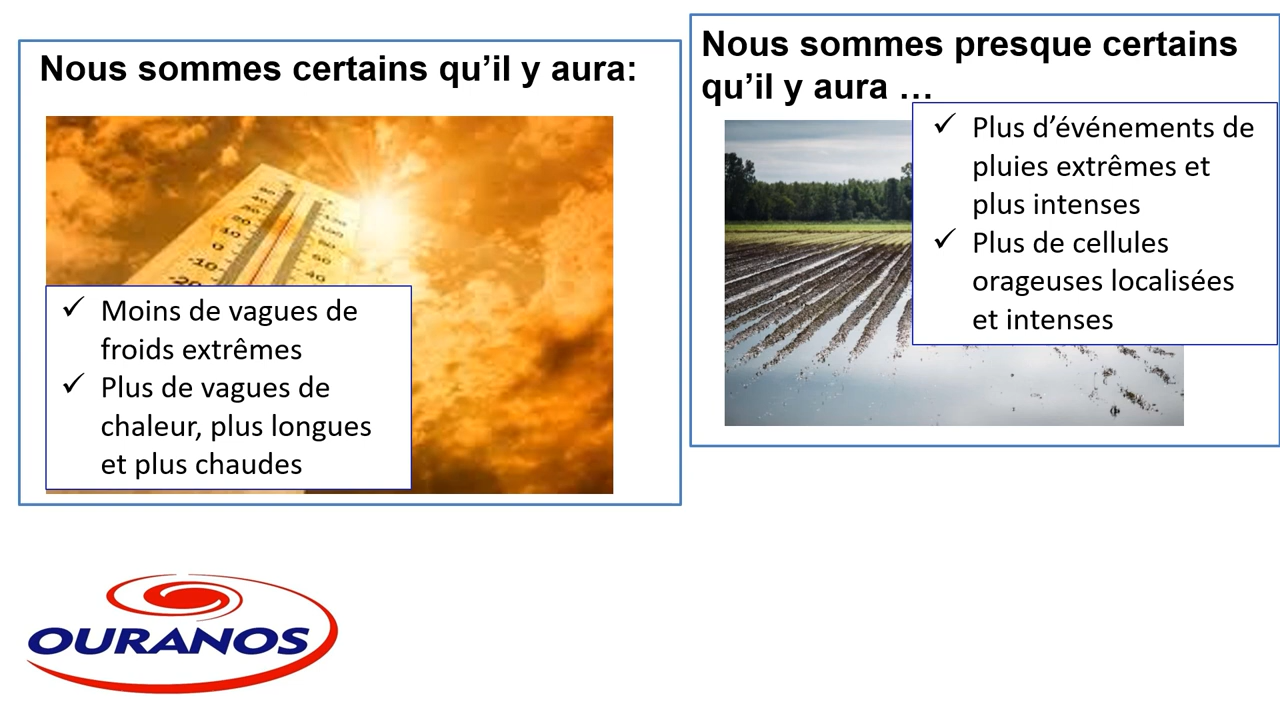 Nous sommes certains qu’il y aura:
✓ Moins de vagues de
froids extrêmes
✓ Plus de vagues de
chaleur, plus longues
et plus chaudes
Nous sommes presque certains
qu’il y aura …
✓ Plus d’événements de
pluies extrêmes et
plus intenses
✓ Plus de cellules
orageuses localisées
et intenses
OURANOS